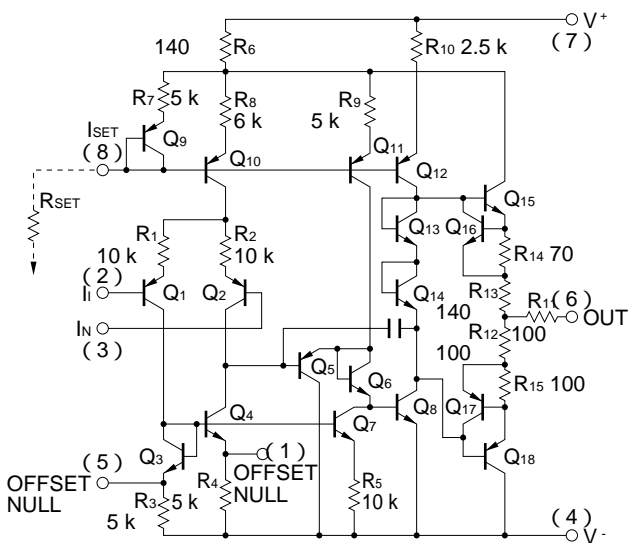 V+
(7)
140
R6
R10 2.5 k
R7
5 k
R8
6 k
R9
5 k
ISET
(8)
Q9
Q10
Q11
Q12
Q15
RSET
Q13
Q16
R1
10 k
R2
10 k
R14 70
(2)
II
Q1
Q2
Q14
140
R13
R11
(6)
OUT
IN
(3)
R12
100
100
Q5
Q6
R15 100
Q4
Q7
Q8
Q17
Q3
(1)
OFFSET
NULL
Q18
(5)
OFFSET
NULL
R3
5 k
5 k
R4
R5
10 k
(4)
V-